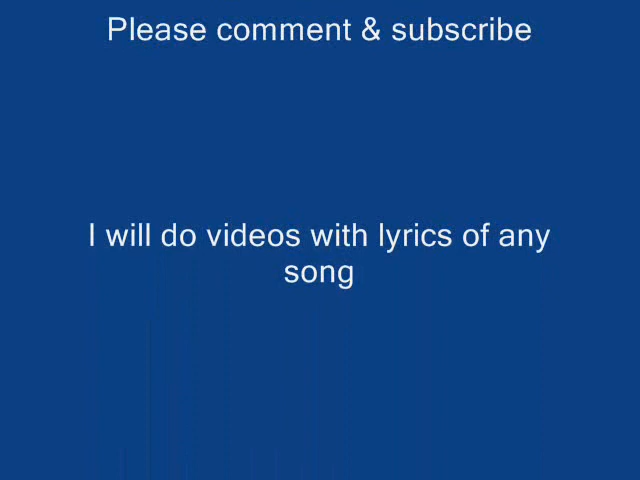 Please comment & subscribe
I will do videos with lyrics of any
song